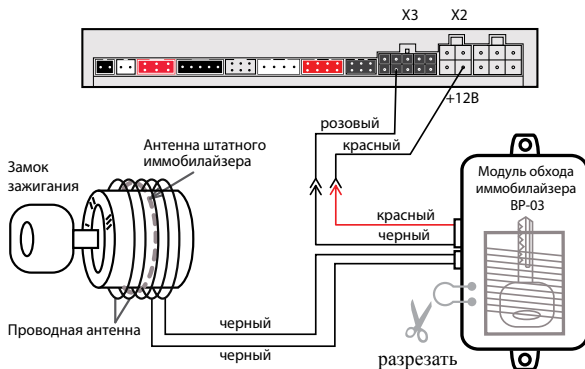 X3
X2
+12В
розовый
красный
Антенна штатного
иммобилайзера
Замок
зажигания
Модуль обхода
иммобилайзера
BP-03
красный
черный
Проводная антенна
черный
черный
разрезать